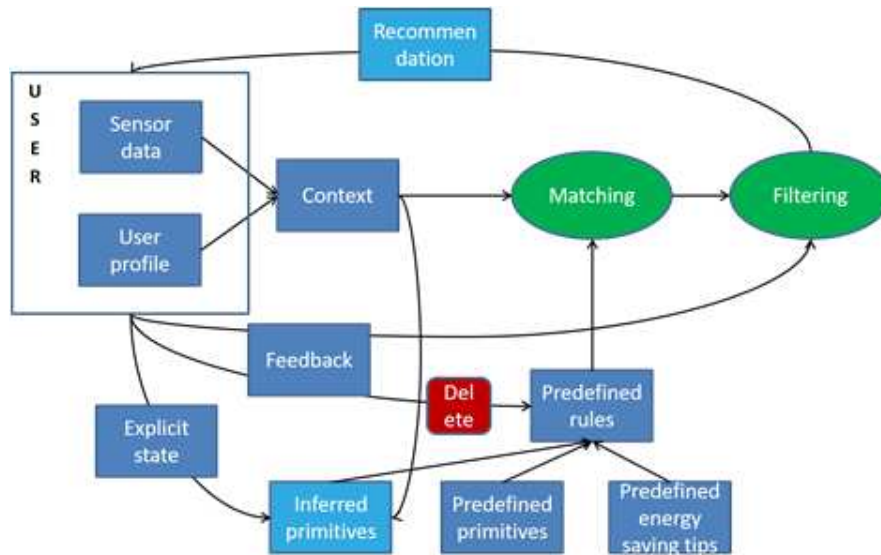 Recommen
dation
U
S
E
R
Sensor
data
User
profile
Context
Matching
Filtering
Feedback
Del
ete
Predefined
rules
Explicit
state
Inferred
primitives
Predefined
primitives
Predefined
energy
saving tips